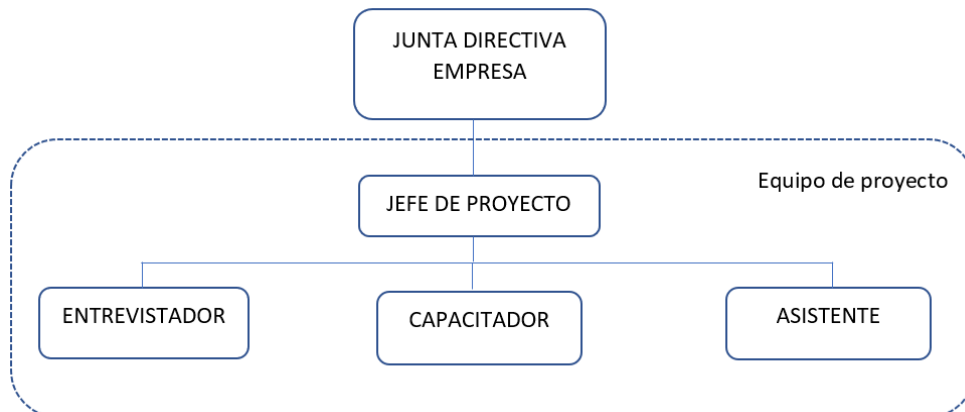 JUNTA DIRECTIVA
EMPRESA
Equipo de proyecto
JEFE DE PROYECTO
ENTREVISTADOR
CAPACITADOR
ASISTENTE